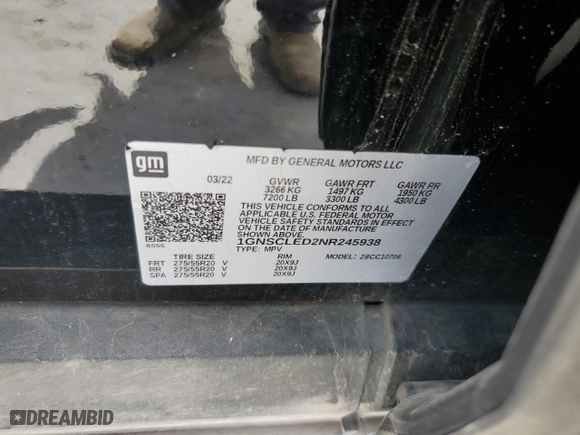 gm
MFD BY GENERAL MOTORS LLC
03/22 GVWR GAWR FRT GAWR RR
3266 KG 1497 KG 1950 KG
7200 LB 3300 LB 4300 LB
THIS VEHICLE CONFORMS TO ALL
APPLICABLE U.S. FEDERAL MOTOR
VEHICLE SAFETY STANDARDS IN EFFECT
ON THE DATE OF MANUFACTURE
SHOWN ABOVE.
1GNSCLED2NR245938
TYPE: MPV MODEL:
TIRE SIZE RIM
FRT 275/55R20 V 20X9J
RR 275/55R20 V 20X9J
SPA 275/55R20 V 20X9J
DREAMBID